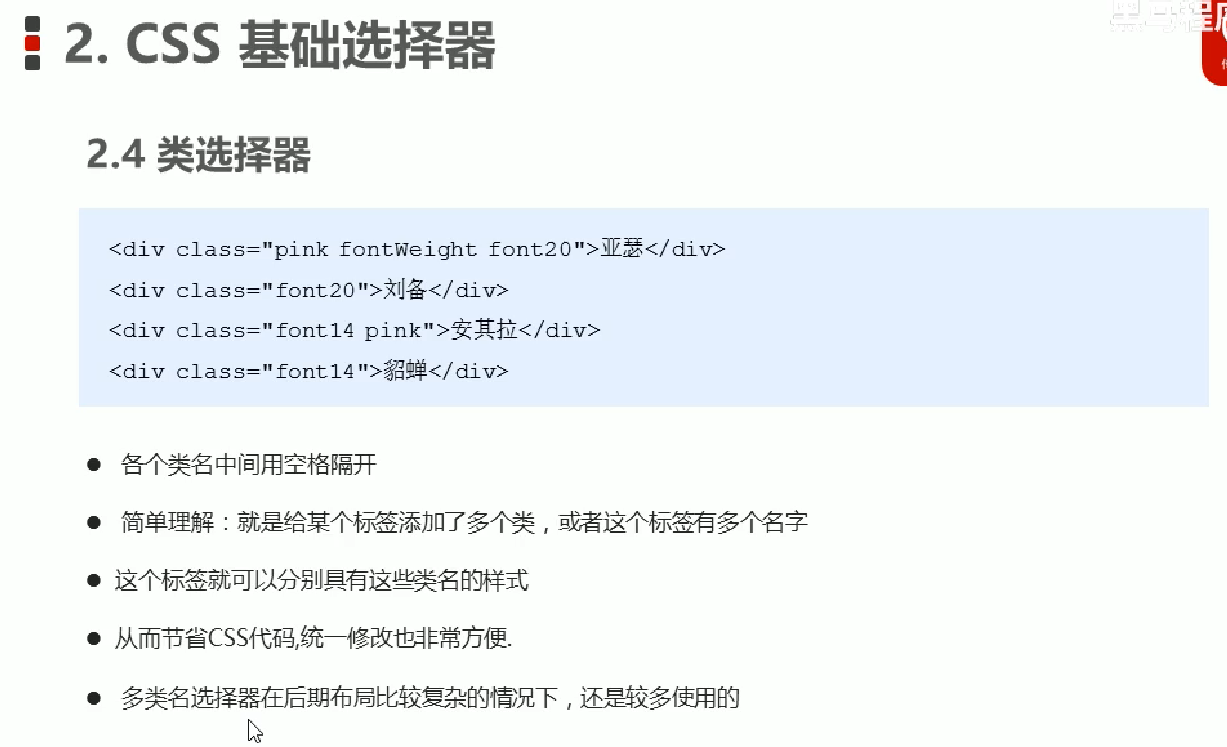 黑马程序
2. CSS 基础选择器
2.4 类选择器
<div class="pink fontWeight font20">亚瑟</div>
<div class="font20">刘备</div>
<div class="font14 pink">安其拉</div>
<div class="font14">貂蝉</div>
● 各个类名中间用空格隔开
● 简单理解：就是给某个标签添加了多个类，或者这个标签有多个名字
● 这个标签就可以分别具有这些类名的样式
● 从而节省CSS代码,统一修改也非常方便.
● 多类名选择器在后期布局比较复杂的情况下，还是较多使用的